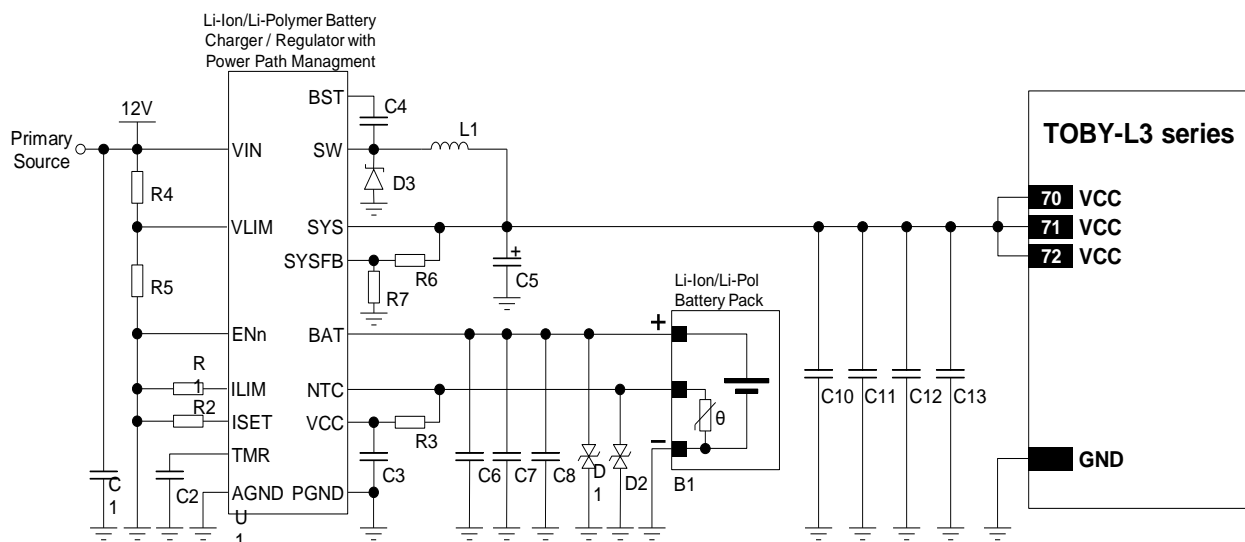 Li-Ion/Li-Polymer Battery
Charger / Regulator with
Power Path Managment
12V
Primary
Source
BST
C4
L1
TOBY-L3 series
VIN
SW
R4
D3
70 VCC
VLIM
SYS
71 VCC
SYSFB
R6
72 VCC
R5
R7
C5
Li-Ion/Li-Pol
Battery Pack
ENn
BAT
+
R
1
ILIM
NTC
C10
C11
C12
C13
R2
ISET
VCC
R3
θ
–
TMR
GND
C
1
C2
C3
C6
C7
C8
D
1
D2
B1
AGND
PGND
U
1
+